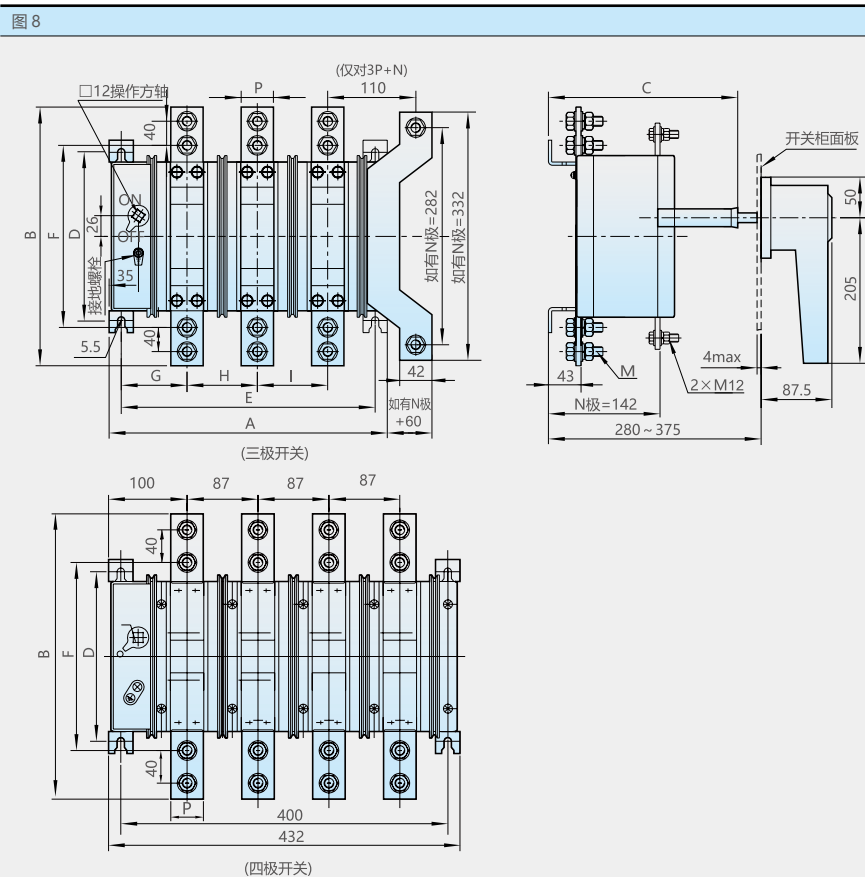 图 8
(仅对3P+N)
P
110
□12操作方轴
40
B
F
D
26
ON
OFF
接地螺栓
35
如有N极=282
如有N极=332
5.5
40
G
H
I
42
E
如有N极
+60
A
(三极开关)
C
开关柜面板
50
205
4max
43
M
2×M12
87.5
N极=142
280~375
100
87
87
87
40
B
F
D
40
P
400
432
(四极开关)